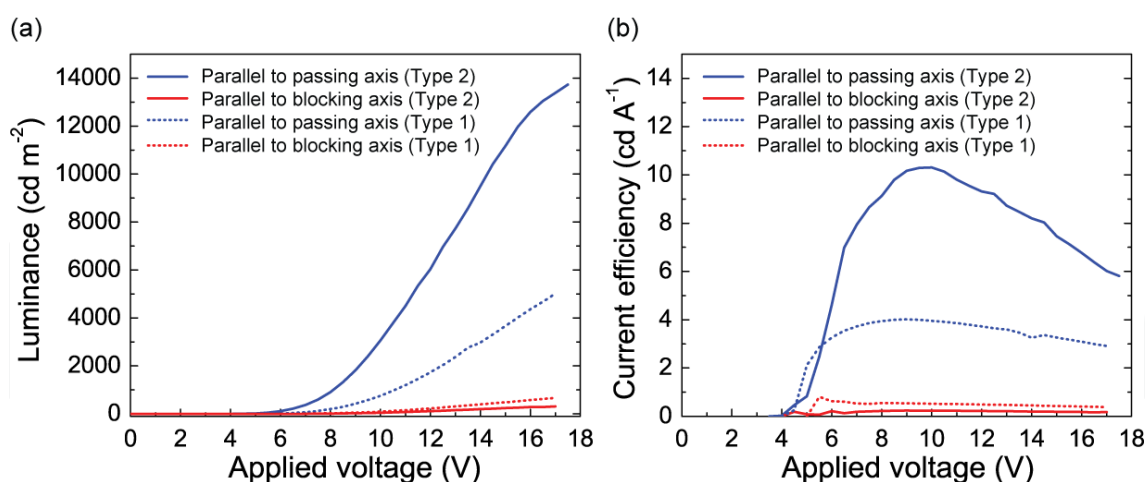 (a)
Luminance (cd m⁻²)
14000
12000
10000
8000
6000
4000
2000
0
Parallel to passing axis (Type 2)
Parallel to blocking axis (Type 2)
Parallel to passing axis (Type 1)
Parallel to blocking axis (Type 1)
0 2 4 6 8 10 12 14 16 18
Applied voltage (V)
(b)
Current efficiency (cd A⁻¹)
14
12
10
8
6
4
2
0
Parallel to passing axis (Type 2)
Parallel to blocking axis (Type 2)
Parallel to passing axis (Type 1)
Parallel to blocking axis (Type 1)
0 2 4 6 8 10 12 14 16 18
Applied voltage (V)